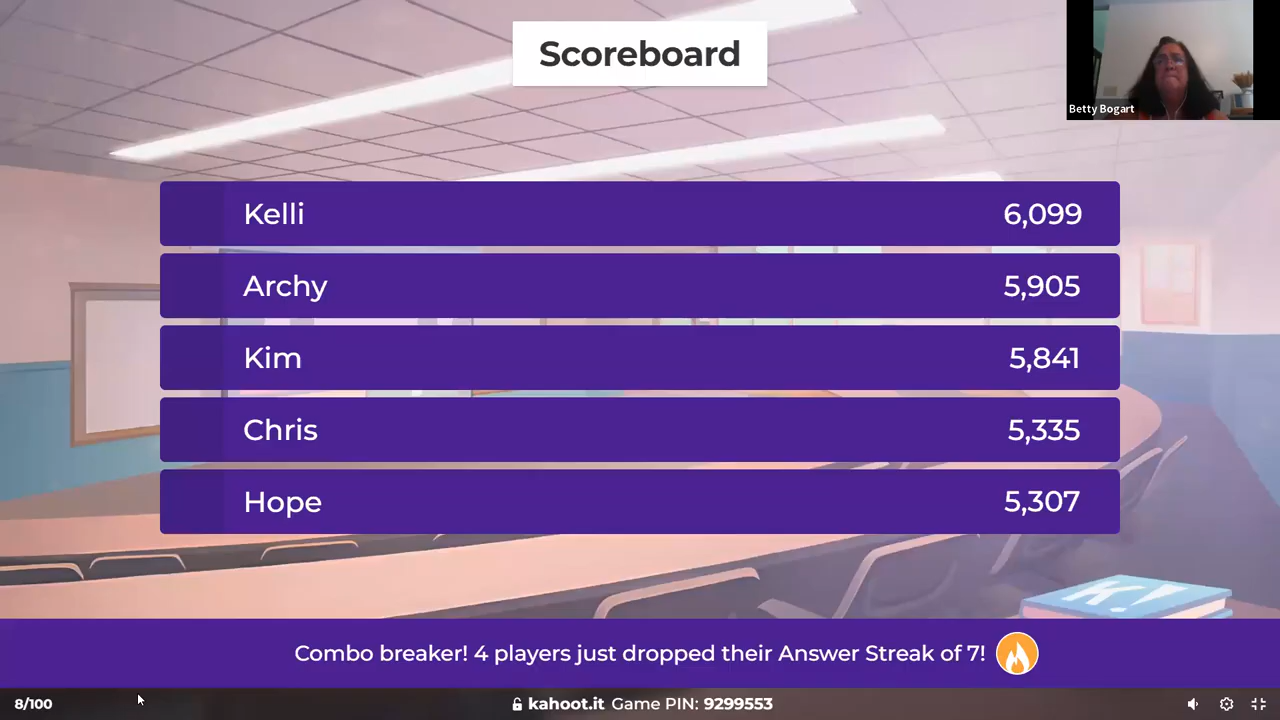 Scoreboard
Betty Bogart
Kelli 6,099
Archy 5,905
Kim 5,841
Chris 5,335
Hope 5,307
K!
Combo breaker! 4 players just dropped their Answer Streak of 7!
8/100
kahoot.it Game PIN: 9299553